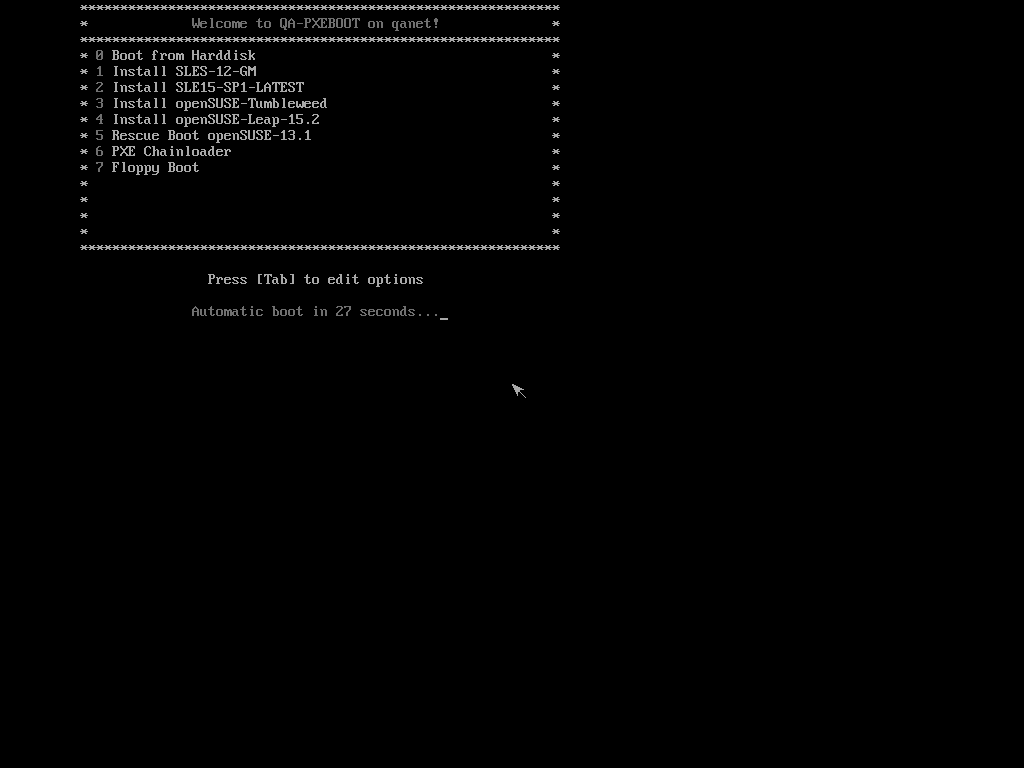 ************************************************************
* Welcome to QA-PXEBOOT on qanet! *
************************************************************
* 0 Boot from Harddisk *
* 1 Install SLES-12-GM *
* 2 Install SLE15-SP1-LATEST *
* 3 Install openSUSE-Tumbleweed *
* 4 Install openSUSE-Leap-15.2 *
* 5 Rescue Boot openSUSE-13.1 *
* 6 PXE Chainloader *
* 7 Floppy Boot *
* *
* *
* *
* *
************************************************************
Press [Tab] to edit options
Automatic boot in 27 seconds..._